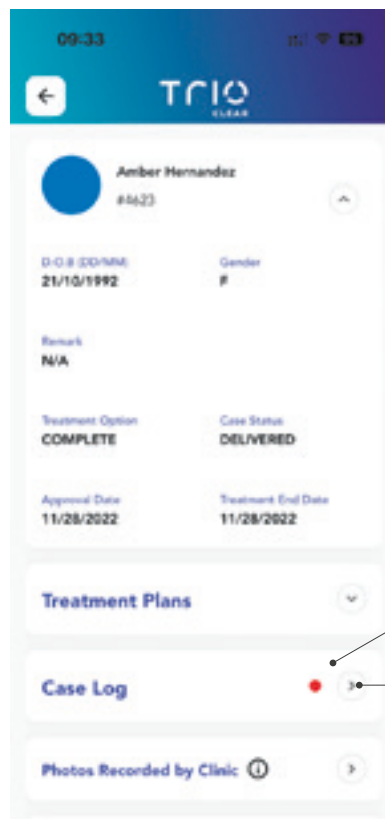 09:33
TRIO
CLEAR
Amber Hernandez
#4623
D.O.B (DD/MM)
Gender
21/10/1992
F
Remark
N/A
Treatment Option
Case Status
COMPLETE
DELIVERED
Approval Date
Treatment End Date
11/28/2022
11/28/2022
Treatment Plans
Case Log
Photos Recorded by Clinic